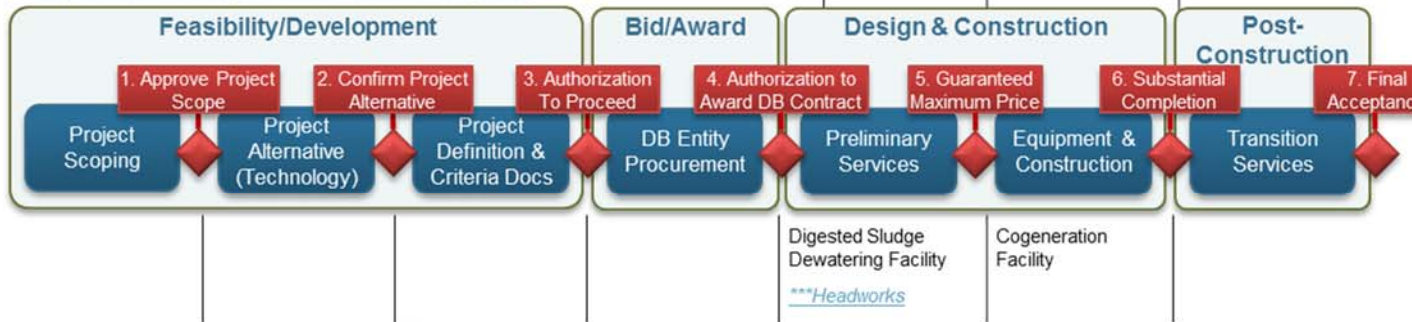 Feasibility/Development
Bid/Award
Design & Construction
Post-
Construction
1. Approve Project
Scope
2. Confirm Project
Alternative
3. Authorization
To Proceed
4. Authorization to
Award DB Contract
5. Guaranteed
Maximum Price
6. Substantial
Completion
7. Final
Acceptanc
Project
Scoping
Project
Alternative
(Technology)
Project
Definition &
Criteria Docs
DB Entity
Procurement
Preliminary
Services
Equipment &
Construction
Transition
Services
Digested Sludge
Dewatering Facility
***Headworks
Cogeneration
Facility